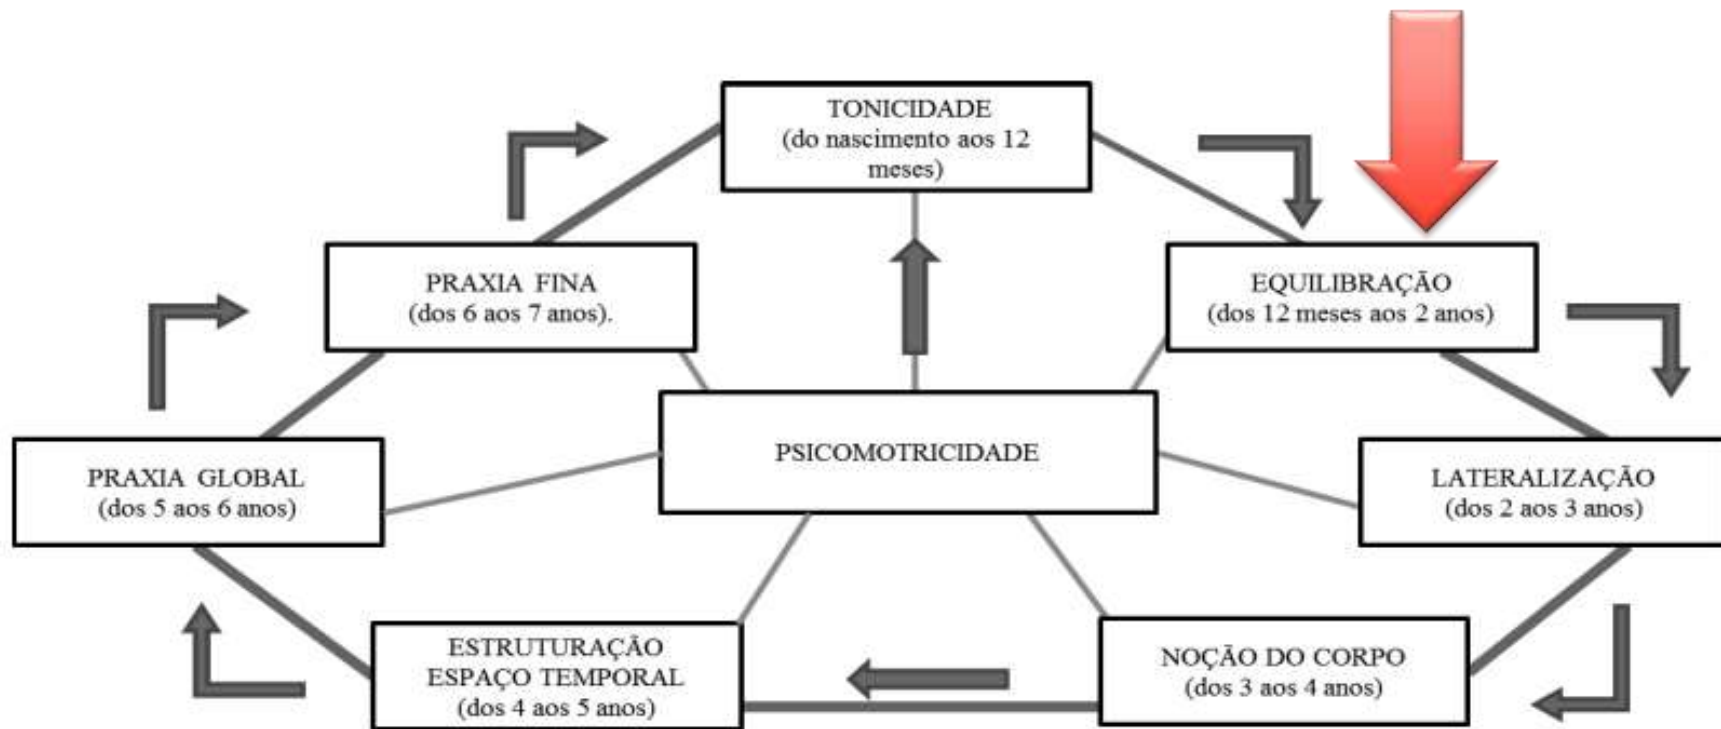 TONICIDADE
(do nascimento aos 12
meses)
PRAXIA FINA
(dos 6 aos 7 anos).
EQUILIBRAÇÃO
(dos 12 meses aos 2 anos)
PSICOMOTRICIDADE
PRAXIA GLOBAL
(dos 5 aos 6 anos)
LATERALIZAÇÃO
(dos 2 aos 3 anos)
ESTRUTURAÇÃO
ESPAÇO TEMPORAL
(dos 4 aos 5 anos)
NOÇÃO DO CORPO
(dos 3 aos 4 anos)